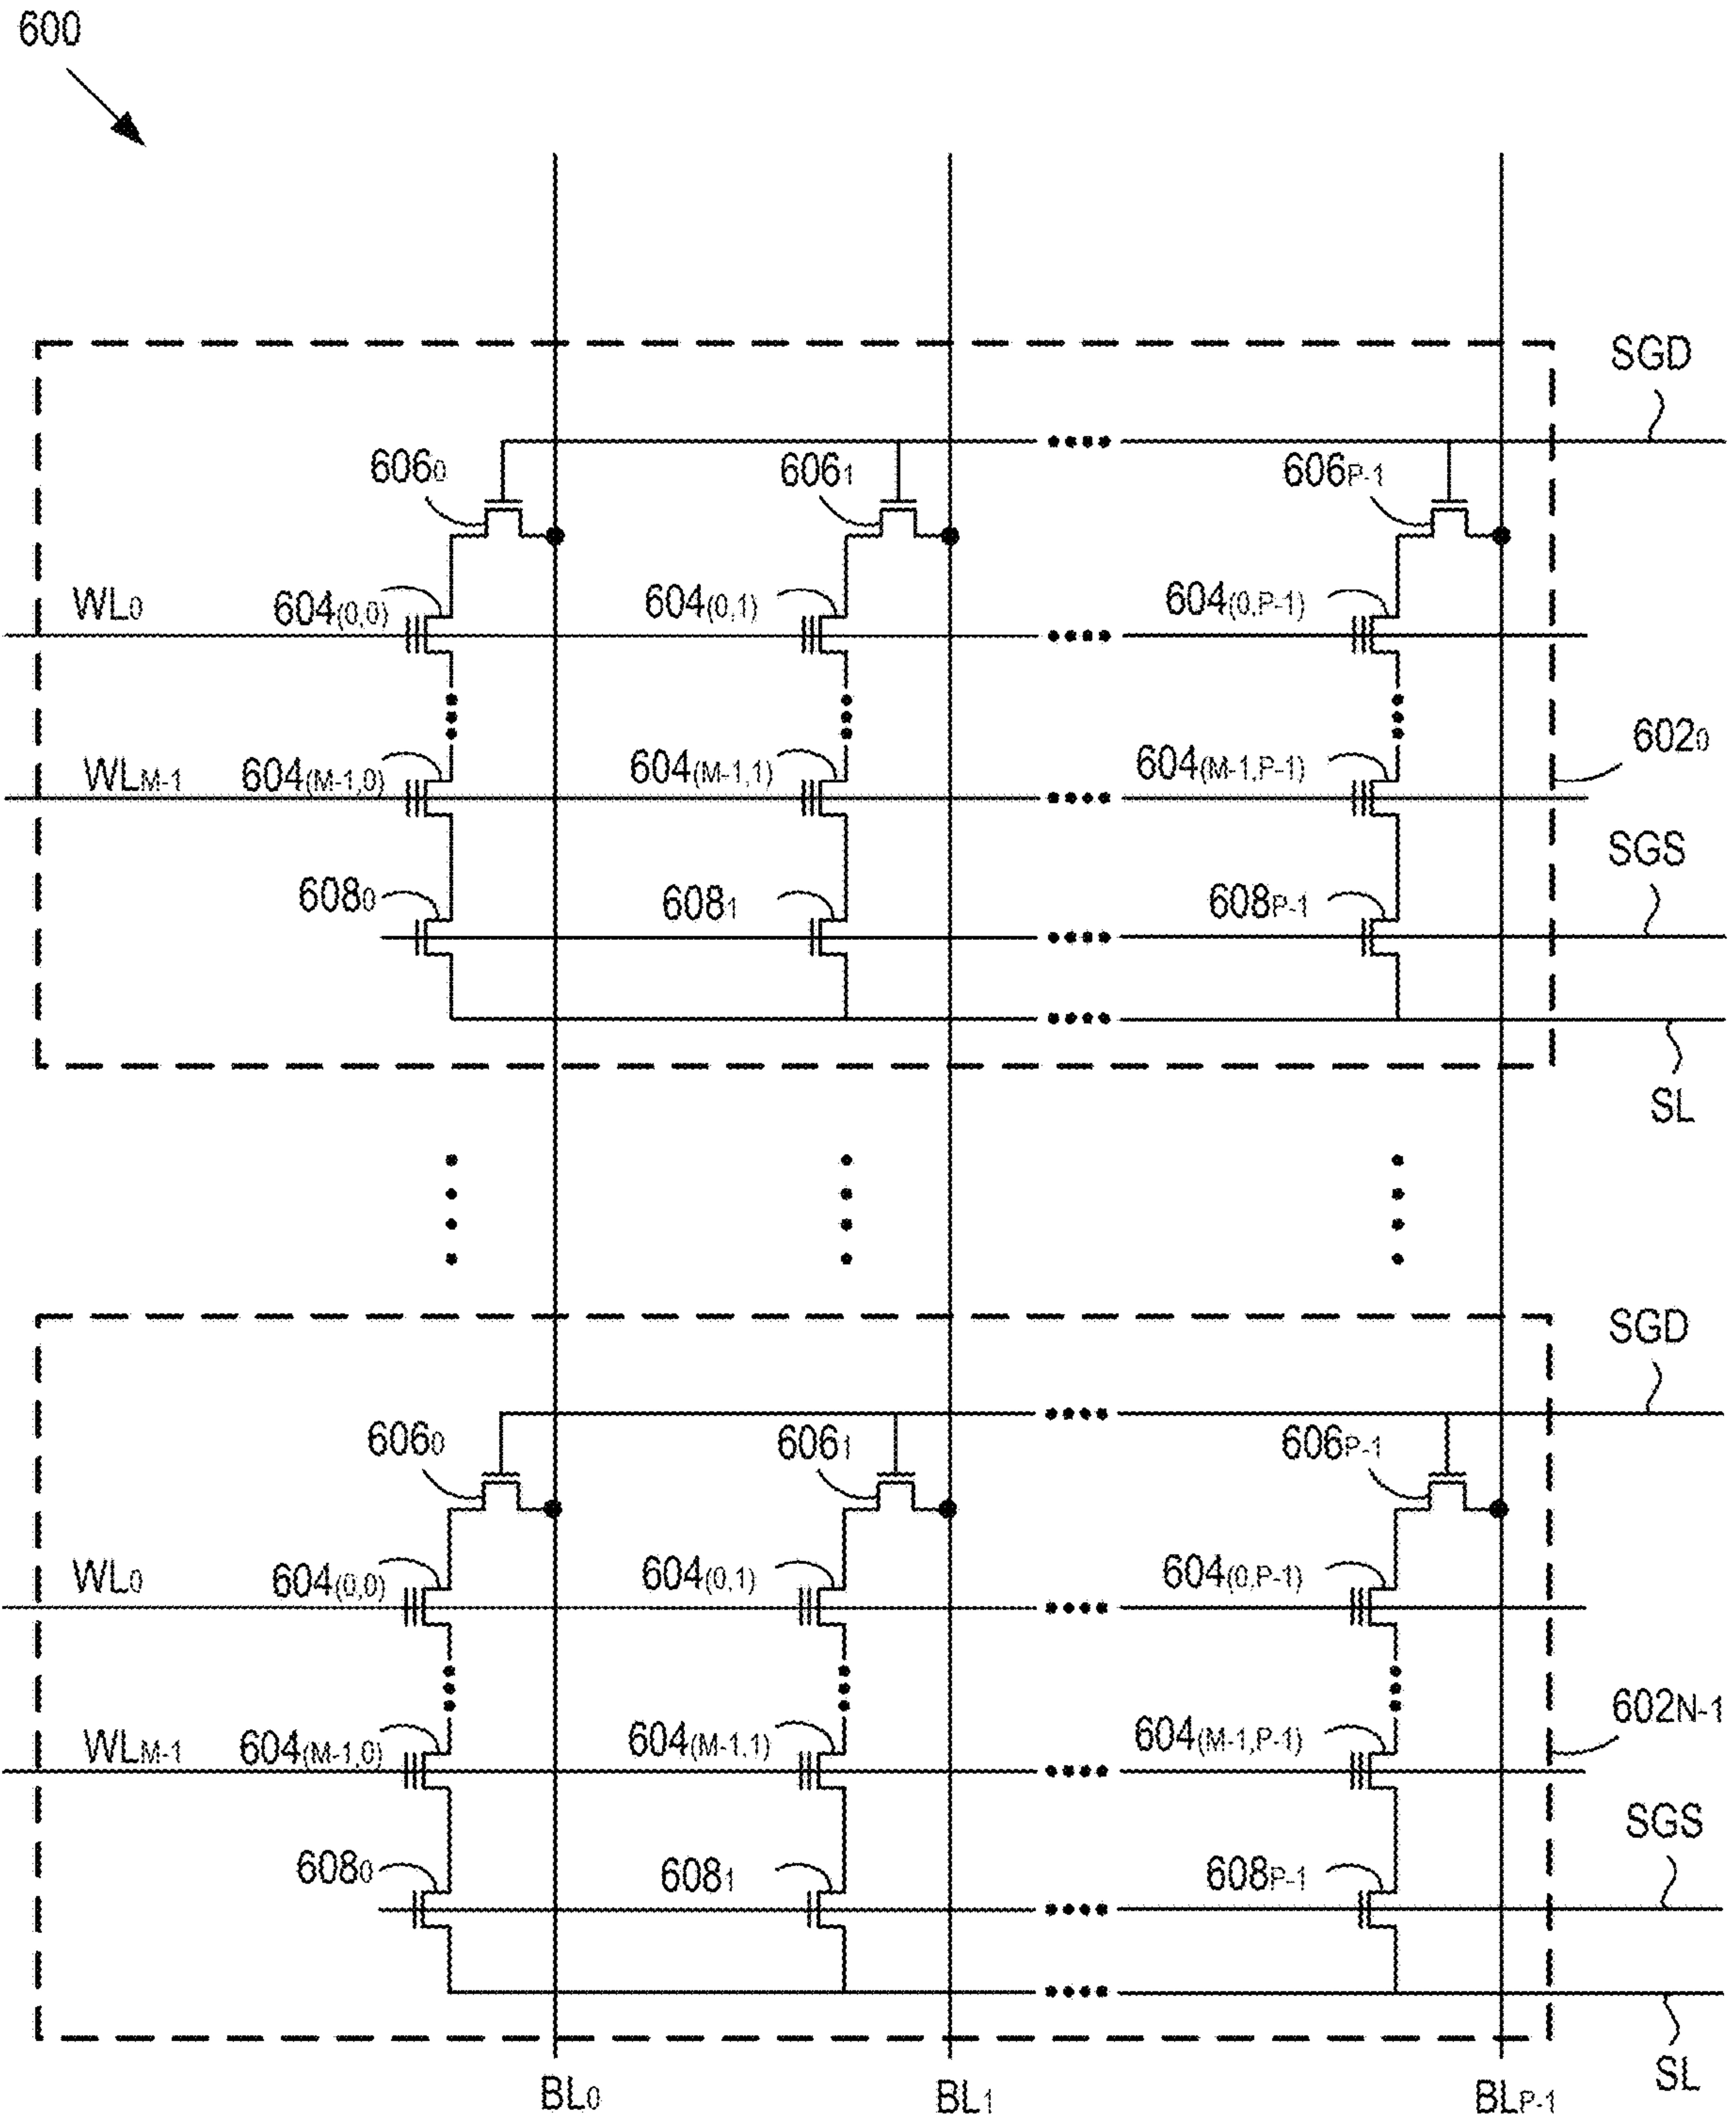 600
SGD
606₀ 606₁ 606P-1
WL₀ 604(0,0) 604(0,1) 604(0,P-1)
602₀
WLM-1 604(M-1,0) 604(M-1,1) 604(M-1,P-1)
SGS
608₀ 608₁ 608P-1
SL
SGD
606₀ 606₁ 606P-1
WL₀ 604(0,0) 604(0,1) 604(0,P-1)
602N-1
WLM-1 604(M-1,0) 604(M-1,1) 604(M-1,P-1)
SGS
608₀ 608₁ 608P-1
SL
BL₀ BL₁ BLP-1